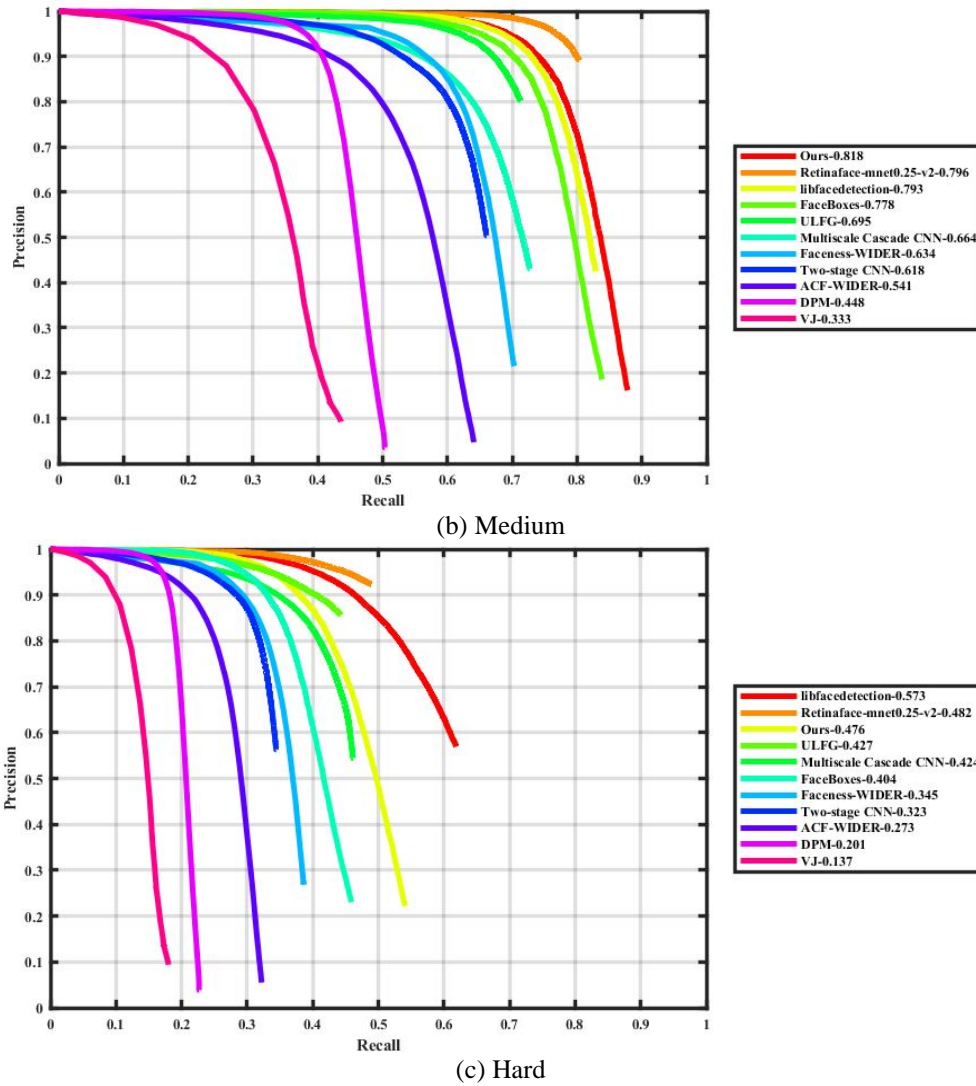 1
0.9
0.8
0.7
0.6
0.5
0.4
0.3
0.2
0.1
0
Precision
0 0.1 0.2 0.3 0.4 0.5 0.6 0.7 0.8 0.9 1
Recall
Ours-0.818
Retinaface-mnet0.25-v2-0.796
libfacedetection-0.793
FaceBoxes-0.778
ULFG-0.695
Multiscale Cascade CNN-0.664
Faceness-WIDER-0.634
Two-stage CNN-0.618
ACF-WIDER-0.541
DPM-0.448
VJ-0.333
(b) Medium
1
0.9
0.8
0.7
0.6
0.5
0.4
0.3
0.2
0.1
0
Precision
0 0.1 0.2 0.3 0.4 0.5 0.6 0.7 0.8 0.9 1
Recall
libfacedetection-0.573
Retinaface-mnet0.25-v2-0.482
Ours-0.476
ULFG-0.427
Multiscale Cascade CNN-0.424
FaceBoxes-0.404
Faceness-WIDER-0.345
Two-stage CNN-0.323
ACF-WIDER-0.273
DPM-0.201
VJ-0.137
(c) Hard